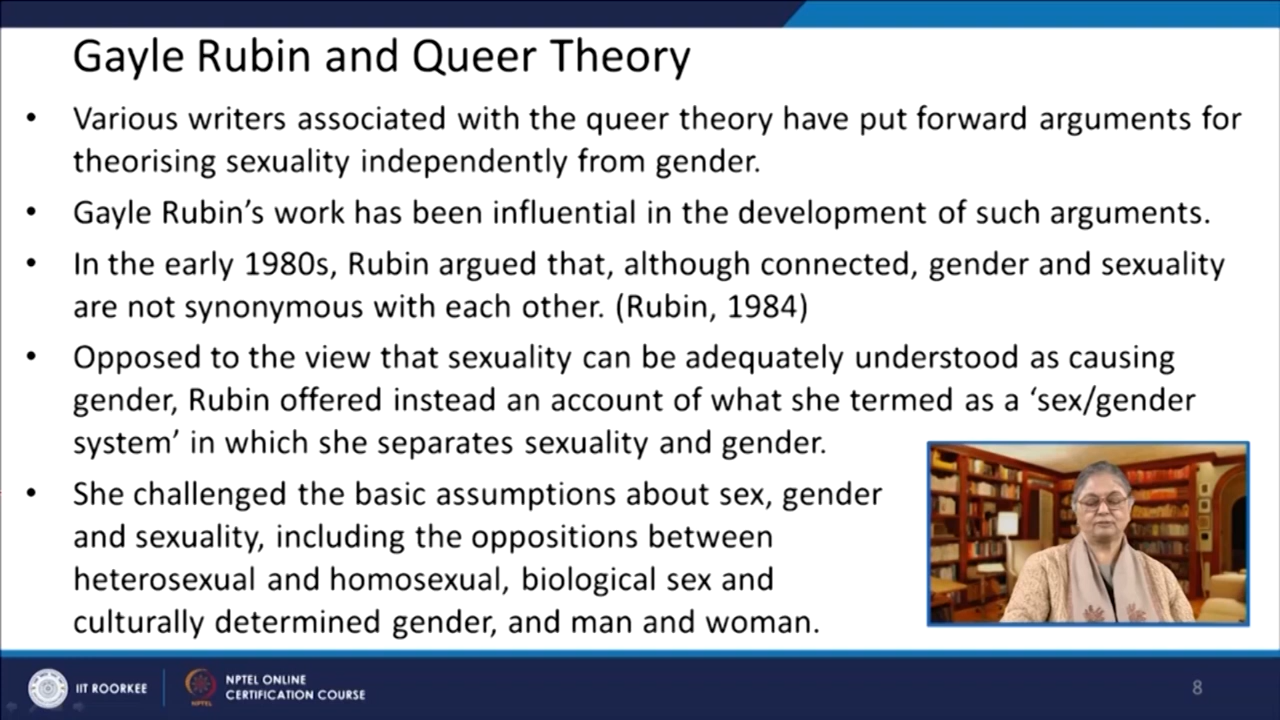 Gayle Rubin and Queer Theory
• Various writers associated with the queer theory have put forward arguments for
theorising sexuality independently from gender.
• Gayle Rubin’s work has been influential in the development of such arguments.
• In the early 1980s, Rubin argued that, although connected, gender and sexuality
are not synonymous with each other. (Rubin, 1984)
• Opposed to the view that sexuality can be adequately understood as causing
gender, Rubin offered instead an account of what she termed as a ‘sex/gender
system’ in which she separates sexuality and gender.
• She challenged the basic assumptions about sex, gender
and sexuality, including the oppositions between
heterosexual and homosexual, biological sex and
culturally determined gender, and man and woman.
IIT ROORKEE
NPTEL
NPTEL ONLINE
CERTIFICATION COURSE
8